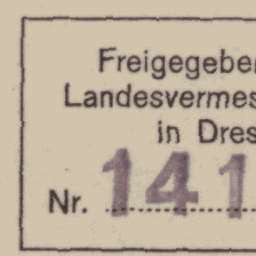 Freigegeben
Landesvermes
in Dres
Nr. 141